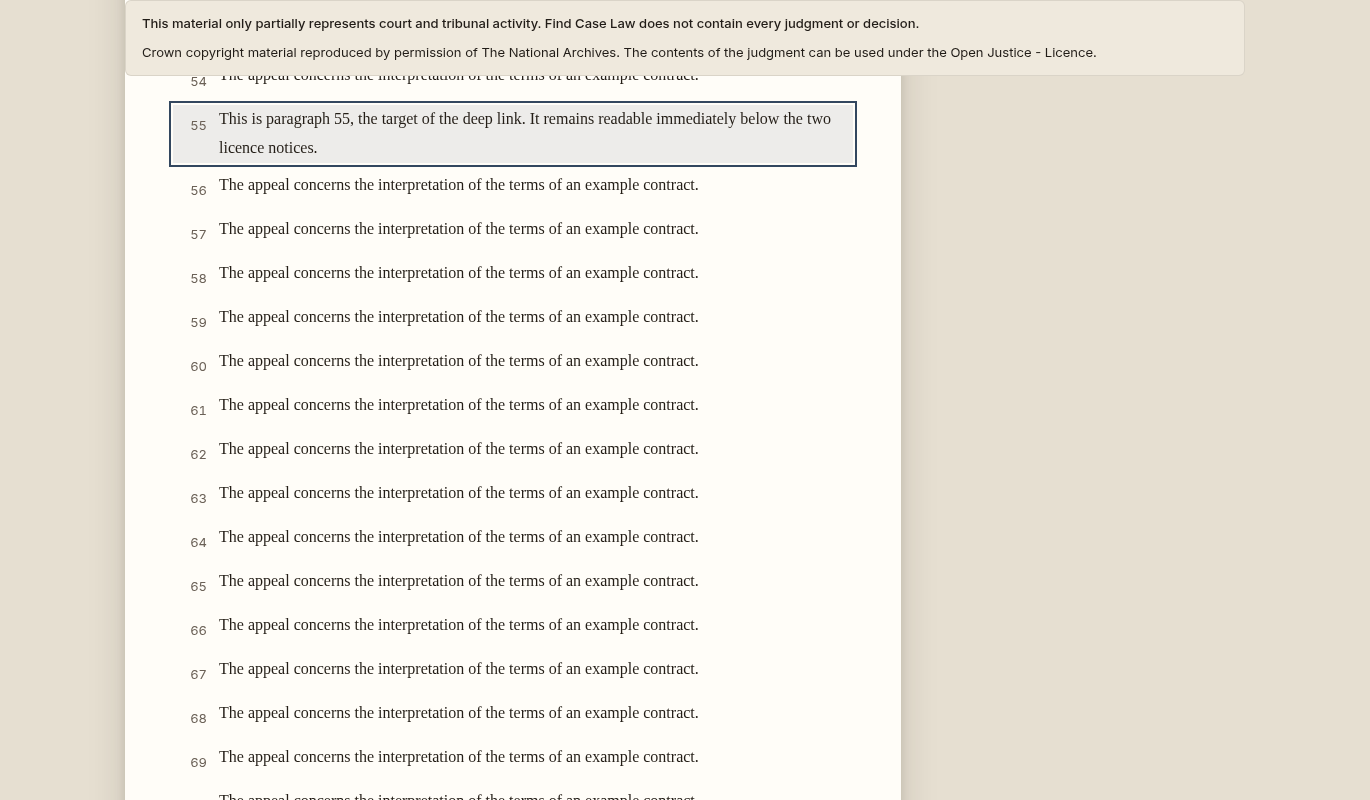 This material only partially represents court and tribunal activity. Find Case Law does not contain every judgment or decision.
Crown copyright material reproduced by permission of The National Archives. The contents of the judgment can be used under the Open Justice - Licence.
54 The appeal concerns the interpretation of the terms of an example contract.
55 This is paragraph 55, the target of the deep link. It remains readable immediately below the two
licence notices.
56 The appeal concerns the interpretation of the terms of an example contract.
57 The appeal concerns the interpretation of the terms of an example contract.
58 The appeal concerns the interpretation of the terms of an example contract.
59 The appeal concerns the interpretation of the terms of an example contract.
60 The appeal concerns the interpretation of the terms of an example contract.
61 The appeal concerns the interpretation of the terms of an example contract.
62 The appeal concerns the interpretation of the terms of an example contract.
63 The appeal concerns the interpretation of the terms of an example contract.
64 The appeal concerns the interpretation of the terms of an example contract.
65 The appeal concerns the interpretation of the terms of an example contract.
66 The appeal concerns the interpretation of the terms of an example contract.
67 The appeal concerns the interpretation of the terms of an example contract.
68 The appeal concerns the interpretation of the terms of an example contract.
69 The appeal concerns the interpretation of the terms of an example contract.
The appeal concerns the interpretation of the terms of an example contract.